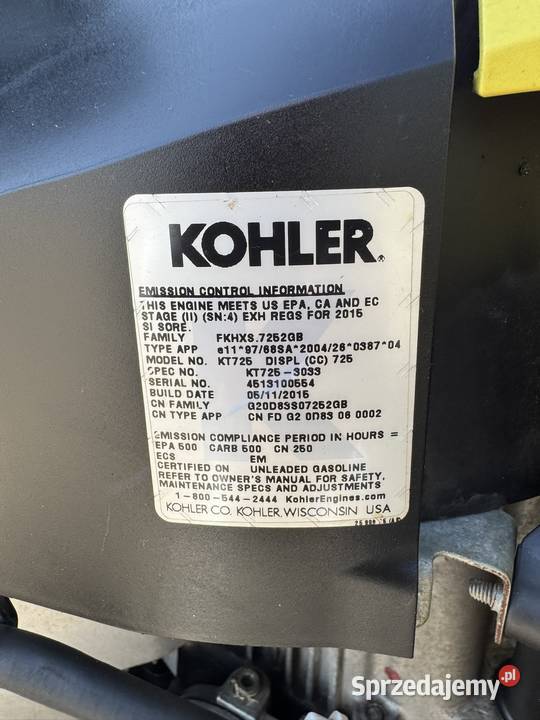 KOHLER.
EMISSION CONTROL INFORMATION
THIS ENGINE MEETS US EPA, CA AND EC
STAGE (II) (SN:4) EXH REGS FOR 2015
SI SORE.
FAMILY FKHXS.7252GB
TYPE APP e11*97/68SA*2004/26*0387*04
MODEL NO. KT725 DISPL (CC) 725
SPEC NO. KT725-3033
SERIAL NO. 4513100554
BUILD DATE 05/11/2015
CN FAMILY G20D83S07252GB
CN TYPE APP CN FD G2 0D83 06 0002
EMISSION COMPLIANCE PERIOD IN HOURS =
EPA 500 CARB 500 CN 250
ECS EM
CERTIFIED ON UNLEADED GASOLINE
REFER TO OWNER'S MANUAL FOR SAFETY,
MAINTENANCE SPECS AND ADJUSTMENTS
1-800-544-2444 KohlerEngines.com
KOHLER CO. KOHLER, WISCONSIN USA
Sprzedajemy.pl